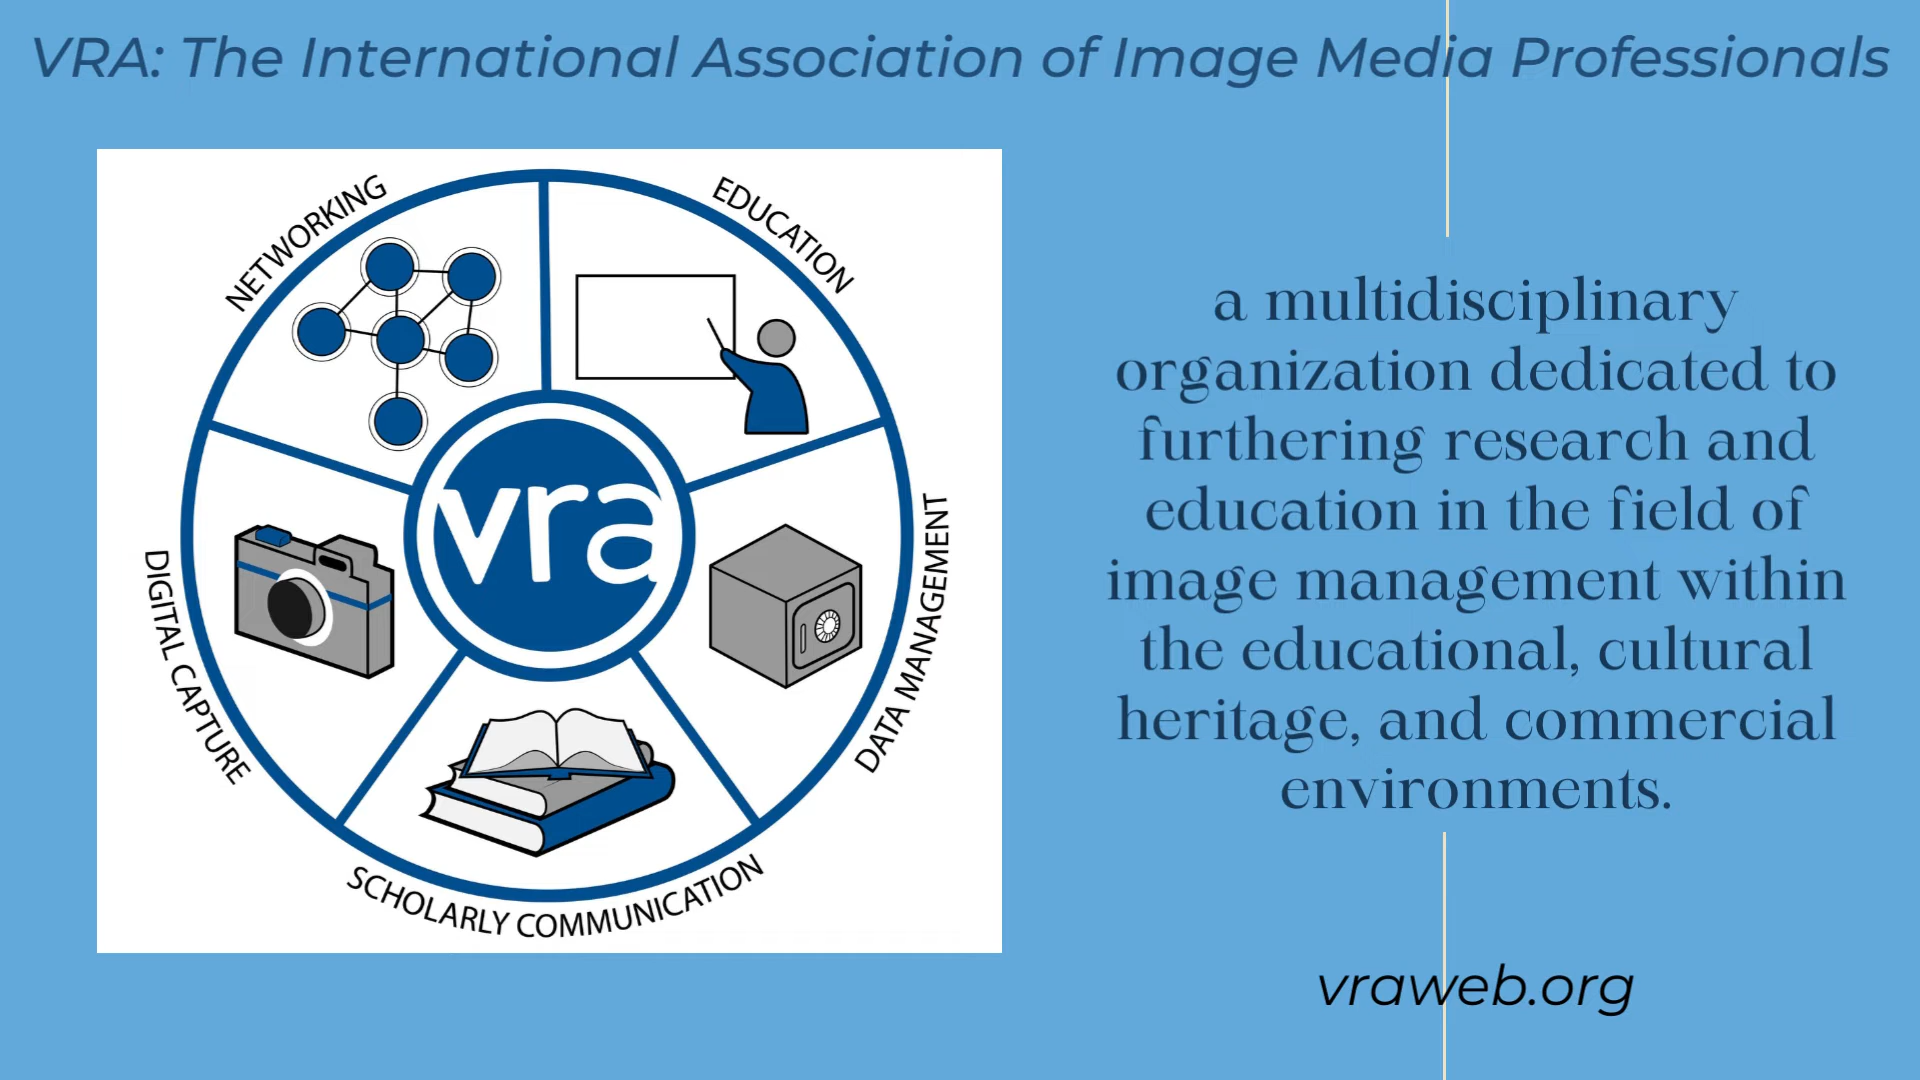 VRA: The International Association of Image Media Professionals
NETWORKING
EDUCATION
vra
DIGITAL CAPTURE
DATA MANAGEMENT
SCHOLARLY COMMUNICATION
a multidisciplinary
organization dedicated to
furthering research and
education in the field of
image management within
the educational, cultural
heritage, and commercial
environments.
vraweb.org